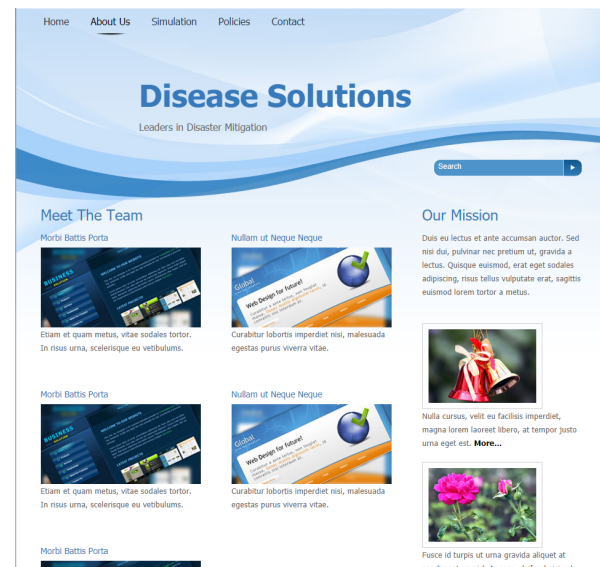 Home About Us Simulation Policies Contact
Disease Solutions
Leaders in Disaster Mitigation
Search
Meet The Team
Morbi Battis Porta
BUSINESS
Etiam et quam metus, vitae sodales tortor.
In risus urna, scelerisque eu vetibulums.
Nullam ut Neque Neque
Global
Web Design for future!
Curabitur lobortis imperdiet nisi, malesuada
egestas purus viverra vitae.
Morbi Battis Porta
BUSINESS
Etiam et quam metus, vitae sodales tortor.
In risus urna, scelerisque eu vetibulums.
Nullam ut Neque Neque
Global
Web Design for future!
Curabitur lobortis imperdiet nisi, malesuada
egestas purus viverra vitae.
Morbi Battis Porta
Our Mission
Duis eu lectus et ante accumsan auctor. Sed
nisi dui, pulvinar nec pretium ut, gravida a
lectus. Quisque euismod, erat eget sodales
adipiscing, risus tellus vulputate erat, sagittis
euismod lorem tortor a metus.
Nulla cursus, velit eu facilisis imperdiet,
magna lorem laoreet libero, at tempor justo
urna eget est. More...
Fusce id turpis ut urna gravida aliquet at